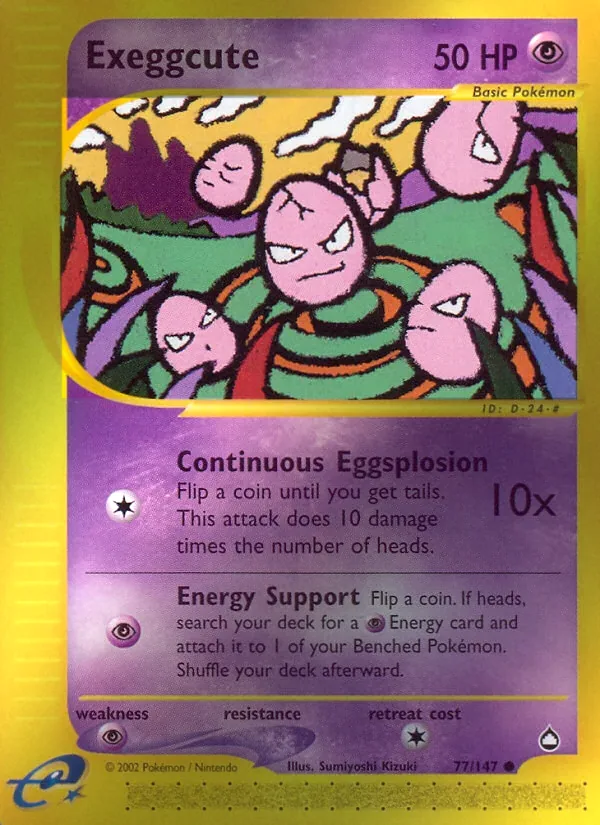 Exeggcute 50 HP
Basic Pokémon
ID: D-24-#
Continuous Eggsplosion
Flip a coin until you get tails.
This attack does 10 damage
times the number of heads.
10x
Energy Support Flip a coin. If heads,
search your deck for a Energy card and
attach it to 1 of your Benched Pokémon.
Shuffle your deck afterward.
weakness resistance retreat cost
© 2002 Pokémon / Nintendo Illus. Sumiyoshi Kizuki 77/147
e